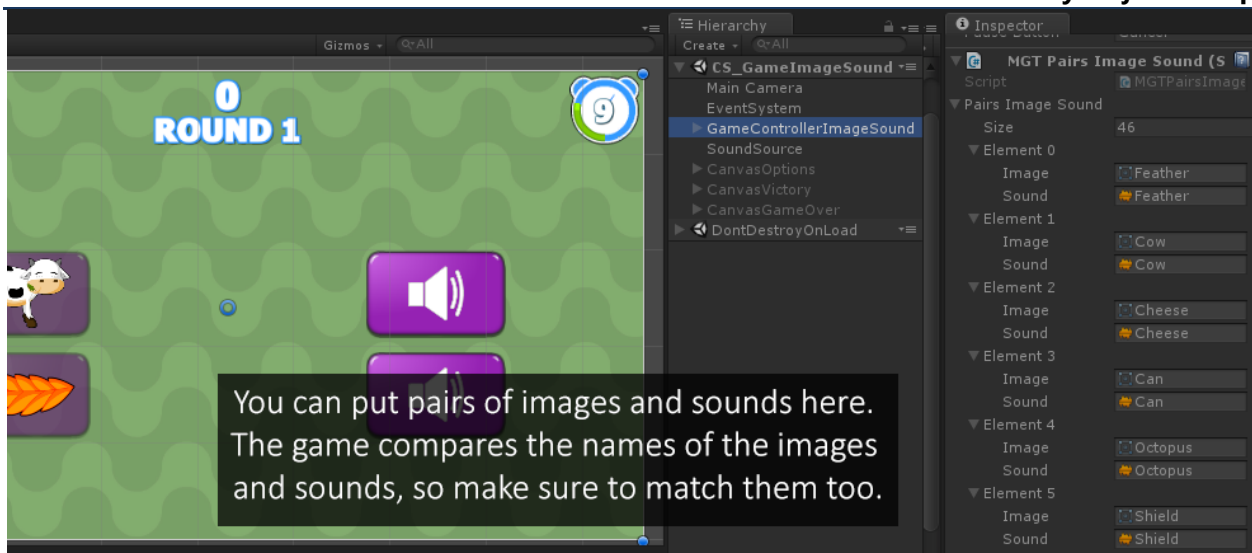 Gizmos
All
0
ROUND 1
9
You can put pairs of images and sounds here.
The game compares the names of the images
and sounds, so make sure to match them too.
Hierarchy
Create
All
CS_GameImageSound
Main Camera
EventSystem
GameControllerImageSound
SoundSource
CanvasOptions
CanvasVictory
CanvasGameOver
DontDestroyOnLoad
Inspector
MGT Pairs Image Sound (S
Script MGTPairsImage
Pairs Image Sound
Size 46
Element 0
Image Feather
Sound Feather
Element 1
Image Cow
Sound Cow
Element 2
Image Cheese
Sound Cheese
Element 3
Image Can
Sound Can
Element 4
Image Octopus
Sound Octopus
Element 5
Image Shield
Sound Shield